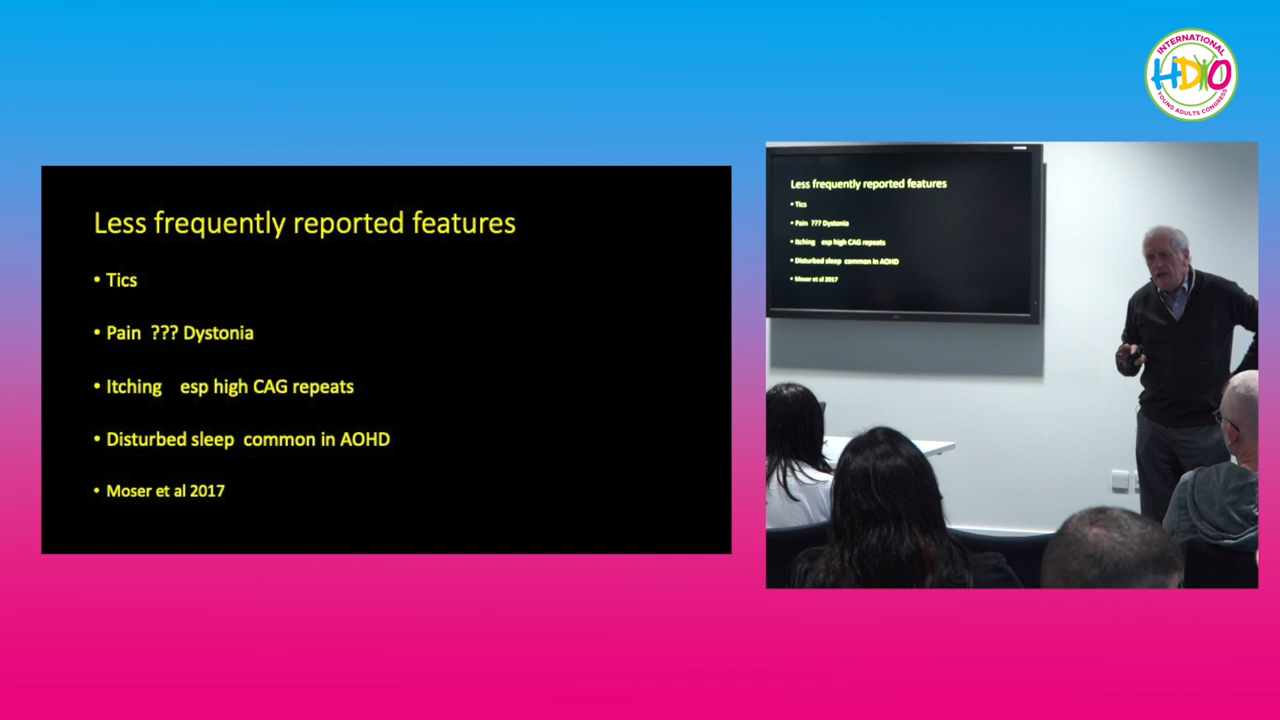 INTERNATIONAL
HDYO
YOUNG ADULTS CONGRESS
Less frequently reported features
• Tics
• Pain ??? Dystonia
• Itching esp high CAG repeats
• Disturbed sleep common in AOHD
• Moser et al 2017
Less frequently reported features
• Tics
• Pain ??? Dystonia
• Itching esp high CAG repeats
• Disturbed sleep common in AOHD
• Moser et al 2017